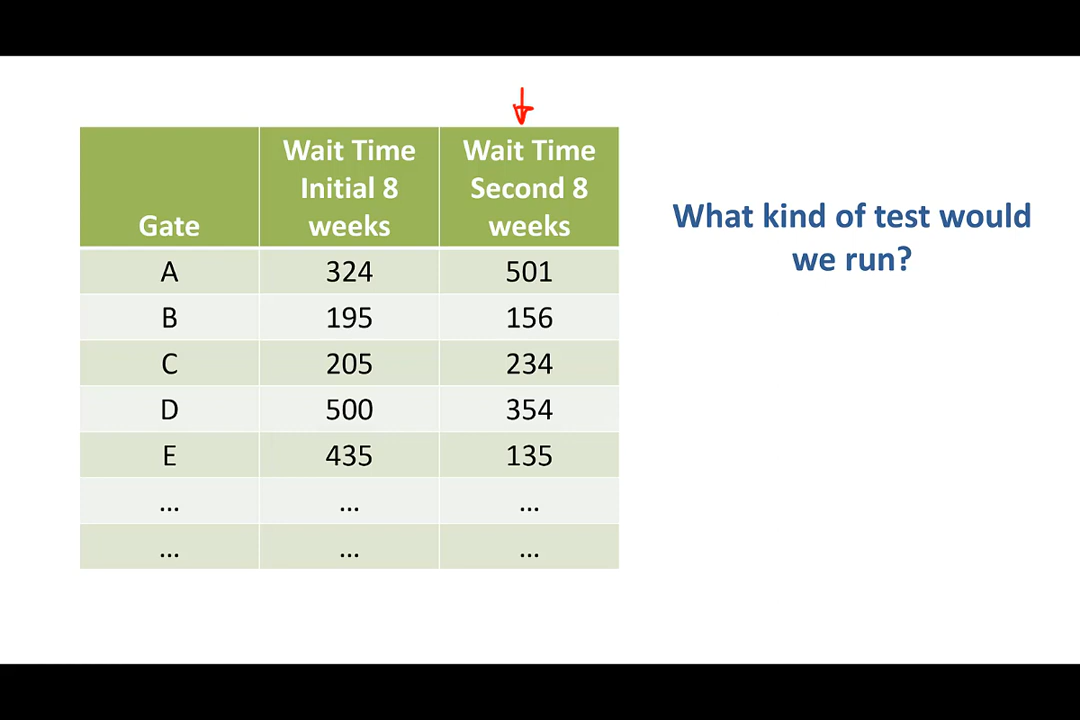 Gate | Wait Time Initial 8 weeks | Wait Time Second 8 weeks
A | 324 | 501
B | 195 | 156
C | 205 | 234
D | 500 | 354
E | 435 | 135
... | ... | ...
... | ... | ...
What kind of test would
we run?